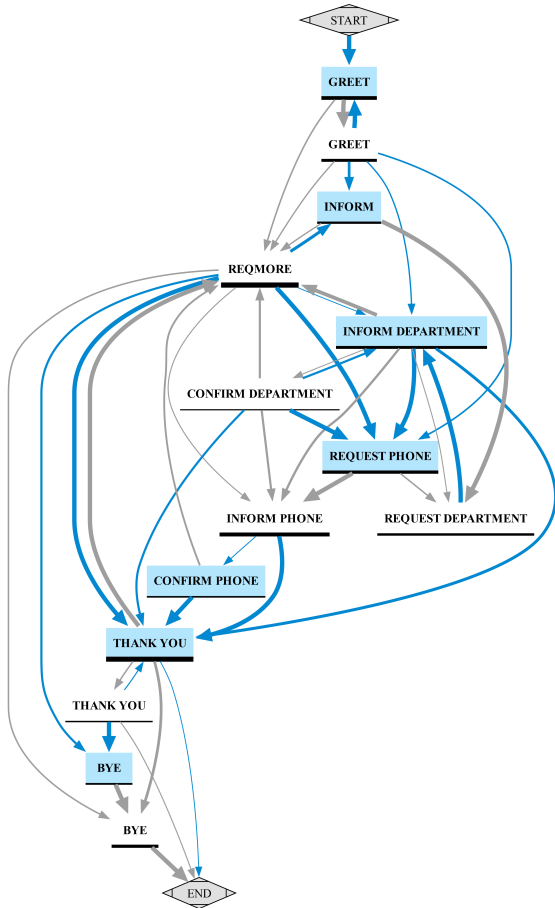 START
GREET
GREET
INFORM
REQMORE
INFORM DEPARTMENT
CONFIRM DEPARTMENT
REQUEST PHONE
INFORM PHONE
REQUEST DEPARTMENT
CONFIRM PHONE
THANK YOU
THANK YOU
BYE
BYE
END